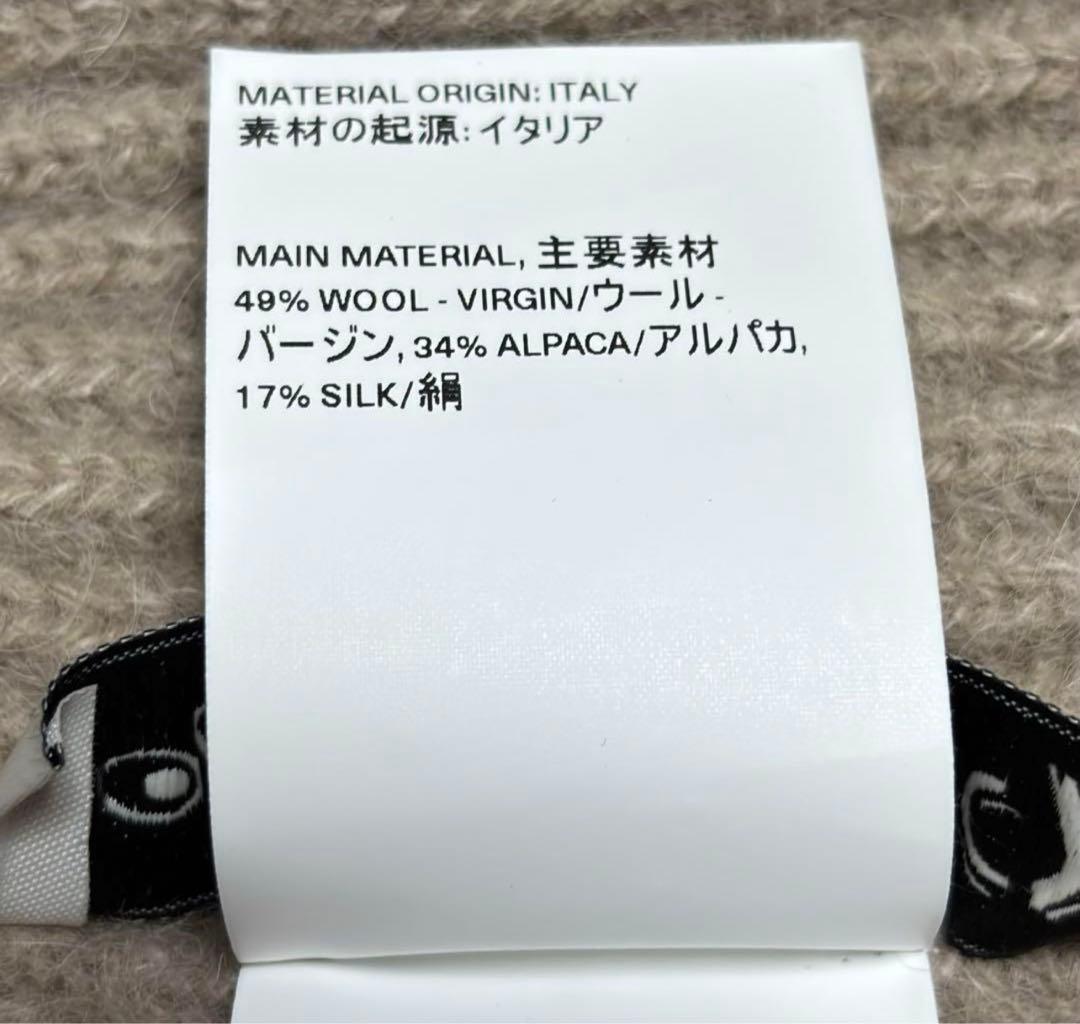 MATERIAL ORIGIN: ITALY
素材の起源: イタリア
MAIN MATERIAL, 主要素材
49% WOOL - VIRGIN/ウール -
バージン, 34% ALPACA/アルパカ,
17% SILK/絹